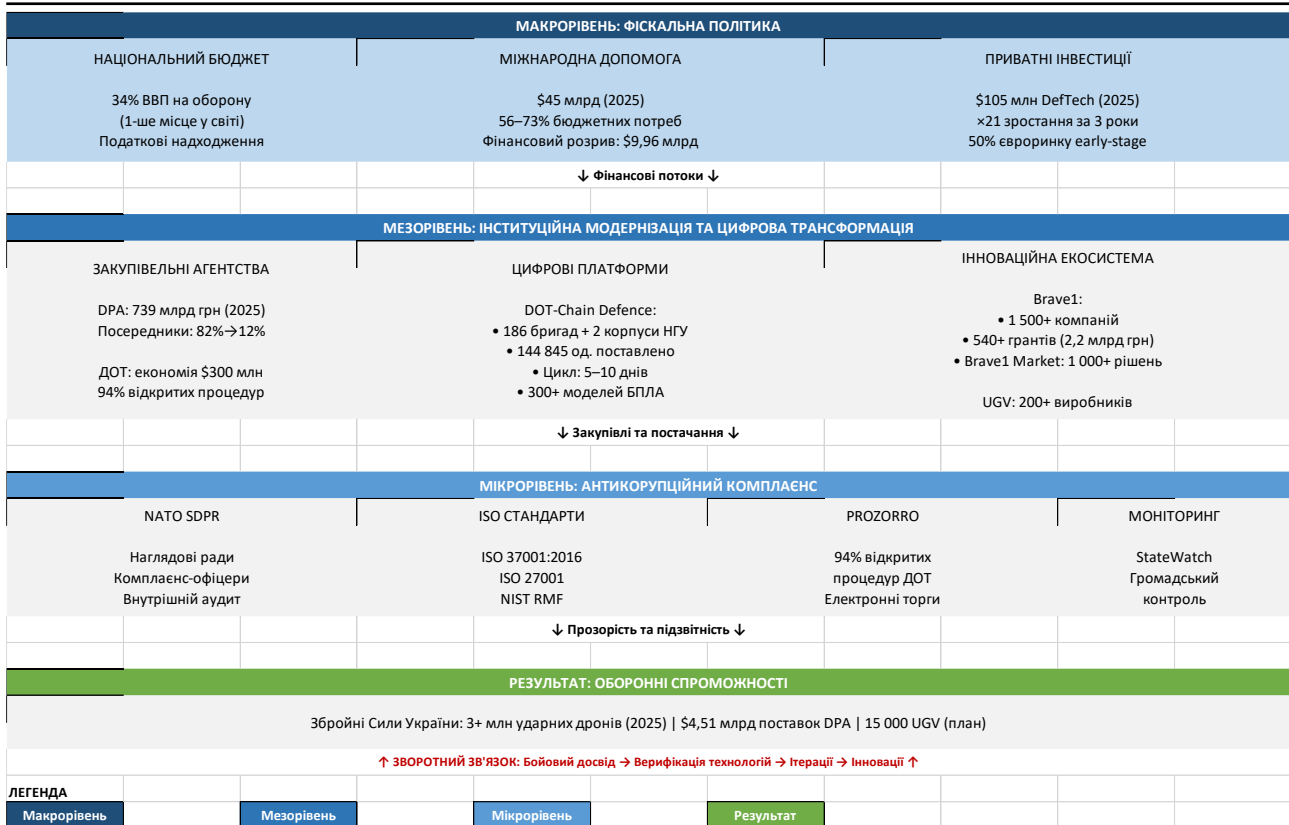 МАКРОРІВЕНЬ: ФІСКАЛЬНА ПОЛІТИКА
НАЦІОНАЛЬНИЙ БЮДЖЕТ
34% ВВП на оборону
(1-ше місце у світі)
Податкові надходження
МІЖНАРОДНА ДОПОМОГА
$45 млрд (2025)
56–73% бюджетних потреб
Фінансовий розрив: $9,96 млрд
ПРИВАТНІ ІНВЕСТИЦІЇ
$105 млн DefTech (2025)
×21 зростання за 3 роки
50% євроринку early-stage
↓ Фінансові потоки ↓
МЕЗОРІВЕНЬ: ІНСТИТУЦІЙНА МОДЕРНІЗАЦІЯ ТА ЦИФРОВА ТРАНСФОРМАЦІЯ
ЗАКУПІВЕЛЬНІ АГЕНТСТВА
DPA: 739 млрд грн (2025)
Посередники: 82%→12%
ДОТ: економія $300 млн
94% відкритих процедур
ЦИФРОВІ ПЛАТФОРМИ
DOT-Chain Defence:
• 186 бригад + 2 корпуси НГУ
• 144 845 од. поставлено
• Цикл: 5–10 днів
• 300+ моделей БПЛА
ІННОВАЦІЙНА ЕКОСИСТЕМА
Brave1:
• 1 500+ компаній
• 540+ грантів (2,2 млрд грн)
• Brave1 Market: 1 000+ рішень
UGV: 200+ виробників
↓ Закупівлі та постачання ↓
МІКРОРІВЕНЬ: АНТИКОРУПЦІЙНИЙ КОМПЛАЄНС
NATO SDPR
Наглядові ради
Комплаєнс-офіцери
Внутрішній аудит
ISO СТАНДАРТИ
ISO 37001:2016
ISO 27001
NIST RMF
PROZORRO
94% відкритих
процедур ДОТ
Електронні торги
МОНІТОРИНГ
StateWatch
Громадський
контроль
↓ Прозорість та підзвітність ↓
РЕЗУЛЬТАТ: ОБОРОННІ СПРОМОЖНОСТІ
Збройні Сили України: 3+ млн ударних дронів (2025) | $4,51 млрд поставок DPA | 15 000 UGV (план)
↑ ЗВОРОТНИЙ ЗВ'ЯЗОК: Бойовий досвід → Верифікація технологій → Ітерації → Інновації ↑
ЛЕГЕНДА
Макрорівень
Мезорівень
Мікрорівень
Результат